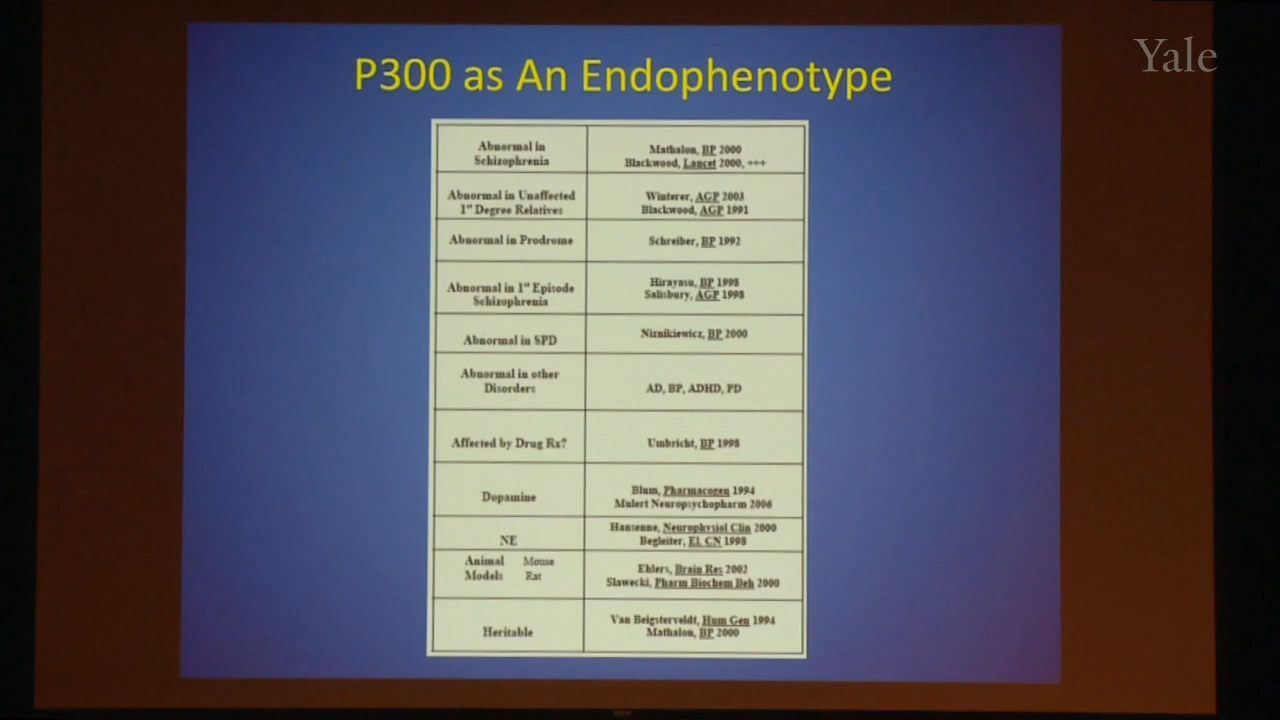 Yale
P300 as An Endophenotype
Abnormal in
Schizophrenia
Mathalon, BP 2000
Blackwood, Lancet 2000, +++
Abnormal in Unaffected
1st Degree Relatives
Winterer, AGP 2003
Blackwood, AGP 1991
Abnormal in Prodrome
Schreiber, BP 1992
Abnormal in 1st Episode
Schizophrenia
Hirayasu, BP 1998
Salisbury, AGP 1998
Abnormal in SPD
Niznikiewicz, BP 2000
Abnormal in other
Disorders
AD, BP, ADHD, PD
Affected by Drug Rx?
Umbricht, BP 1998
Dopamine
Blum, Pharmacogen 1994
Mulert Neuropsychopharm 2006
NE
Hansenne, Neurophysiol Clin 2000
Begleiter, El. CN 1998
Animal Mouse
Models Rat
Ehlers, Brain Res 2002
Slawecki, Pharm Biochem Beh 2000
Heritable
Van Beigsterveldt, Hum Gen 1994
Mathalon, BP 2000